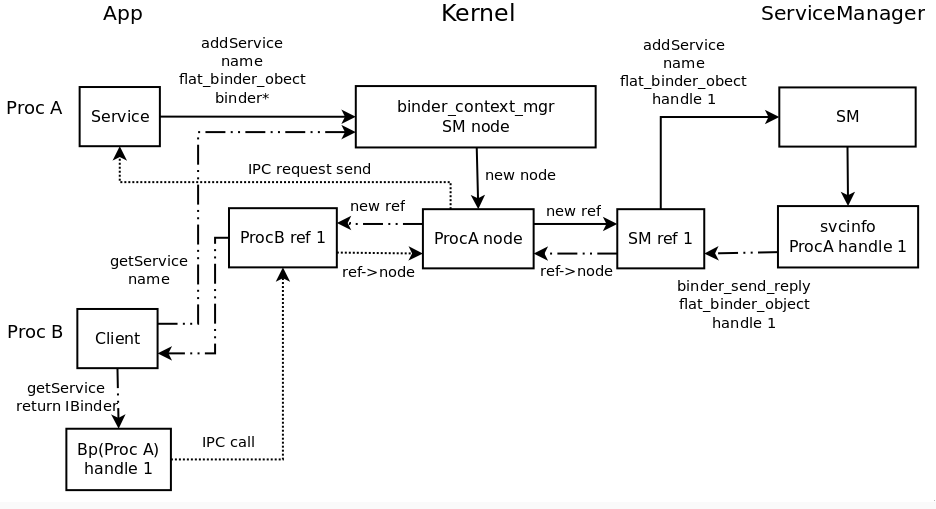 App
Kernel
ServiceManager
addService
name
flat_binder_obect
binder*
addService
name
flat_binder_obect
handle 1
Proc A
Service
binder_context_mgr
SM node
SM
IPC request send
new node
new ref
new ref
ProcB ref 1
ProcA node
SM ref 1
svcinfo
ProcA handle 1
getService
name
ref->node
ref->node
binder_send_reply
flat_binder_object
handle 1
Proc B
Client
getService
return IBinder
Bp(Proc A)
handle 1
IPC call